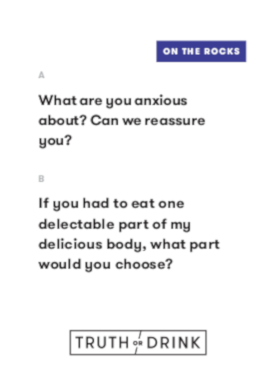 ON THE ROCKS
A
What are you anxious
about? Can we reassure
you?
B
If you had to eat one
delectable part of my
delicious body, what part
would you choose?
TRUTH OR DRINK